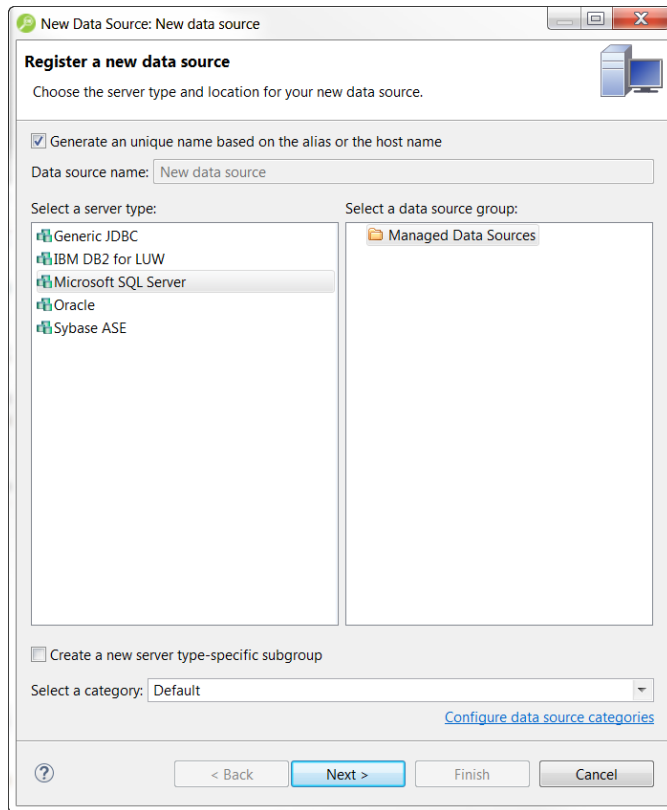 New Data Source: New data source
Register a new data source
Choose the server type and location for your new data source.
Generate an unique name based on the alias or the host name
Data source name: New data source
Select a server type:
Generic JDBC
IBM DB2 for LUW
Microsoft SQL Server
Oracle
Sybase ASE
Select a data source group:
Managed Data Sources
Create a new server type-specific subgroup
Select a category: Default
Configure data source categories
? < Back Next > Finish Cancel